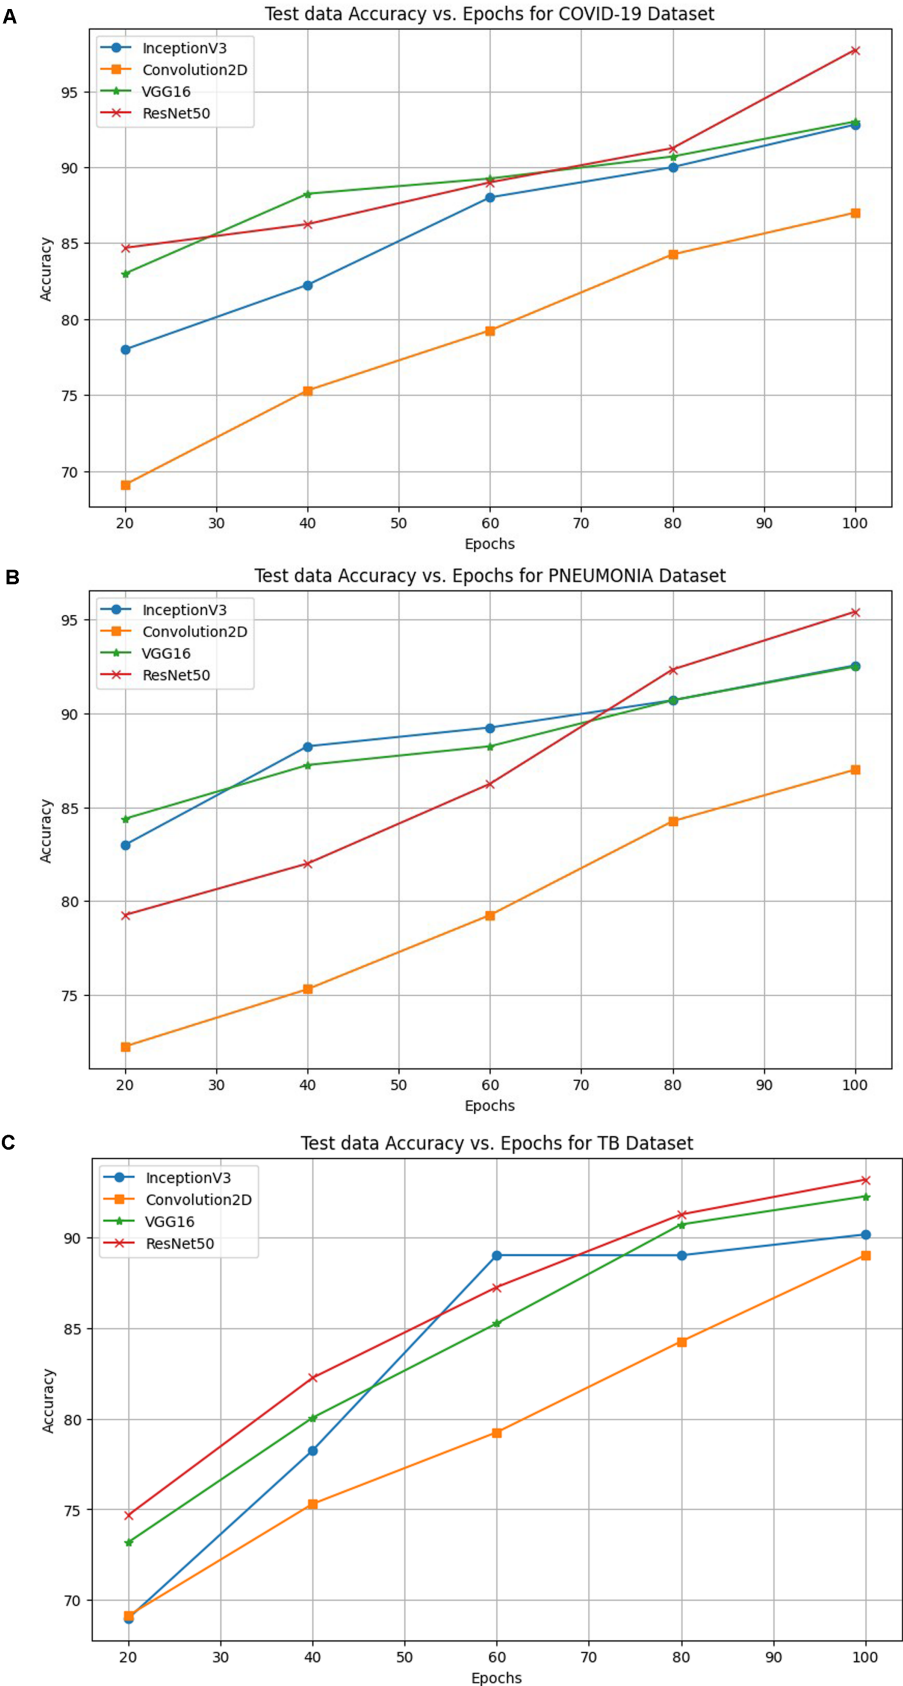 A
Test data Accuracy vs. Epochs for COVID-19 Dataset
InceptionV3
Convolution2D
VGG16
ResNet50
95
90
85
80
75
70
Accuracy
20 30 40 50 60 70 80 90 100
Epochs
B
Test data Accuracy vs. Epochs for PNEUMONIA Dataset
InceptionV3
Convolution2D
VGG16
ResNet50
95
90
85
80
75
Accuracy
20 30 40 50 60 70 80 90 100
Epochs
C
Test data Accuracy vs. Epochs for TB Dataset
InceptionV3
Convolution2D
VGG16
ResNet50
90
85
80
75
70
Accuracy
20 30 40 50 60 70 80 90 100
Epochs